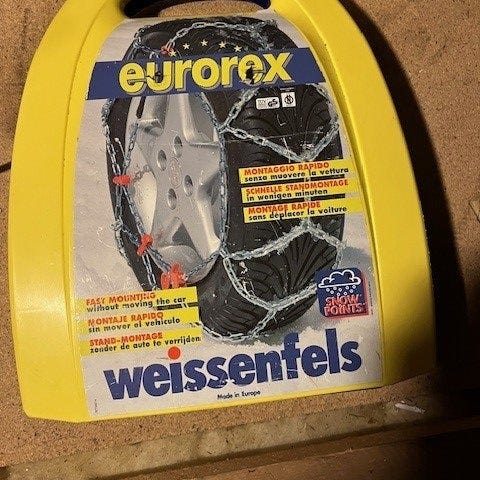 eurorex
GS
MONTAGGIO RAPIDO
senza muovere la vettura
SCHNELLE STANDMONTAGE
in wenigen minuten
MONTAGE RAPIDE
sans déplacer la voiture
FAST MOUNTING
without moving the car
MONTAJE RAPIDO
sin mover el vehiculo
STAND-MONTAGE
zonder de auto te verrijden
SNOW
POINTS
weissenfels
Made in Europe